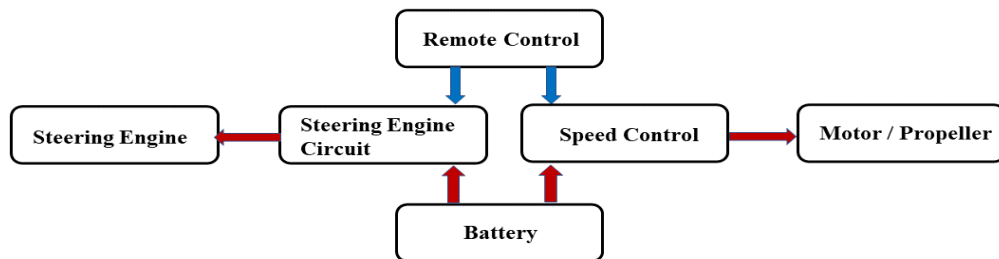 Remote Control
Steering Engine
Steering Engine
Circuit
Speed Control
Motor / Propeller
Battery